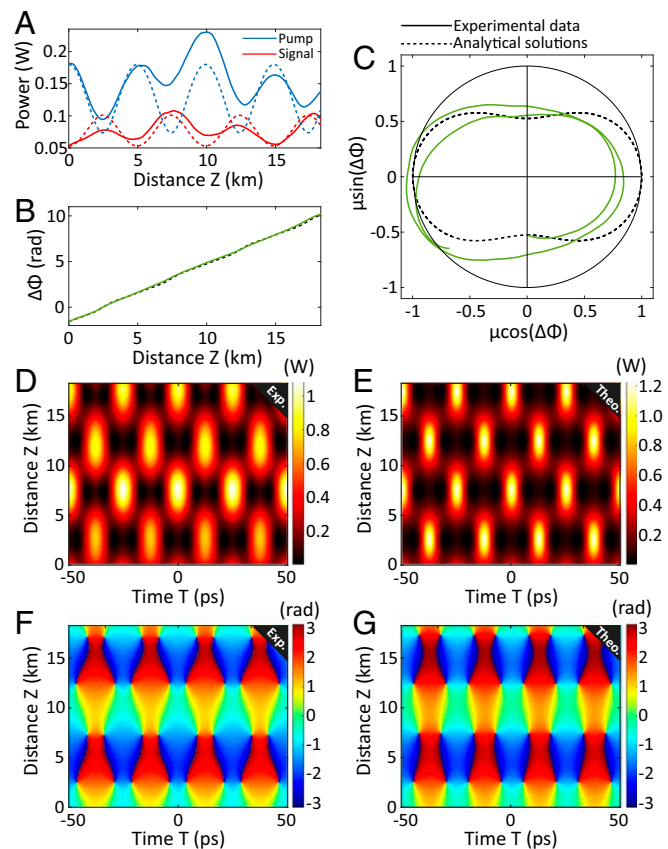 A
Power (W)
0.2
0.15
0.1
0.05
Pump
Signal
0
5
10
15
Distance Z (km)
B
ΔΦ (rad)
10
5
0
0
5
10
15
Distance Z (km)
C
Experimental data
Analytical solutions
μsin(ΔΦ)
1
0.5
0
-0.5
-1
-1
-0.5
0
0.5
1
μcos(ΔΦ)
D
(W)
Exp.
Distance Z (km)
15
10
5
0
-50
0
50
Time T (ps)
1
0.8
0.6
0.4
0.2
E
(W)
Theo.
Distance Z (km)
15
10
5
0
-50
0
50
Time T (ps)
1.2
1
0.8
0.6
0.4
0.2
F
(rad)
Exp.
Distance Z (km)
15
10
5
0
-50
0
50
Time T (ps)
3
2
1
0
-1
-2
-3
G
(rad)
Theo.
Distance Z (km)
15
10
5
0
-50
0
50
Time T (ps)
3
2
1
0
-1
-2
-3